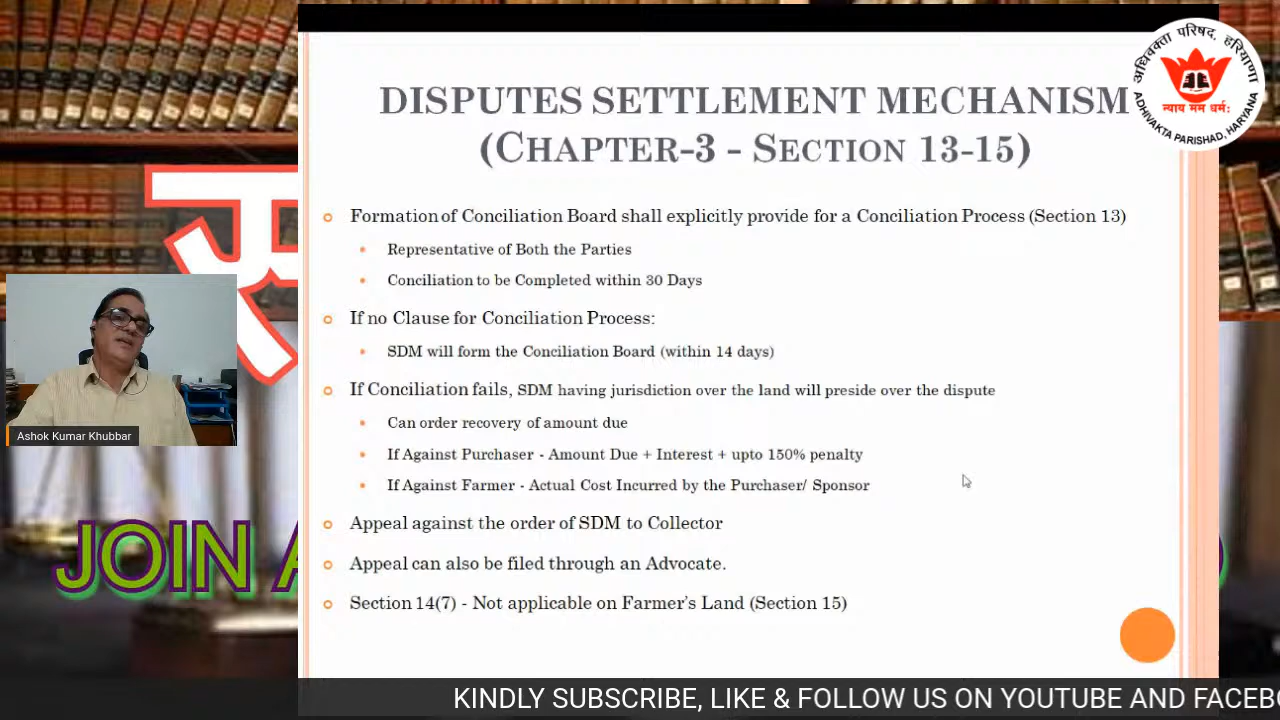 DISPUTES SETTLEMENT MECHANISM
(CHAPTER-3 - SECTION 13-15)
Formation of Conciliation Board shall explicitly provide for a Conciliation Process (Section 13)
Representative of Both the Parties
Conciliation to be Completed within 30 Days
If no Clause for Conciliation Process:
SDM will form the Conciliation Board (within 14 days)
If Conciliation fails, SDM having jurisdiction over the land will preside over the dispute
Can order recovery of amount due
If Against Purchaser - Amount Due + Interest + upto 150% penalty
If Against Farmer - Actual Cost Incurred by the Purchaser/ Sponsor
Appeal against the order of SDM to Collector
Appeal can also be filed through an Advocate.
Section 14(7) - Not applicable on Farmer's Land (Section 15)
अधिवक्ता परिषद, हरियाणा
न्याय मम धर्मः
ADHIVAKTA PARISHAD, HARYANA
Ashok Kumar Khubbar
JOIN
KINDLY SUBSCRIBE, LIKE & FOLLOW US ON YOUTUBE AND FACEB